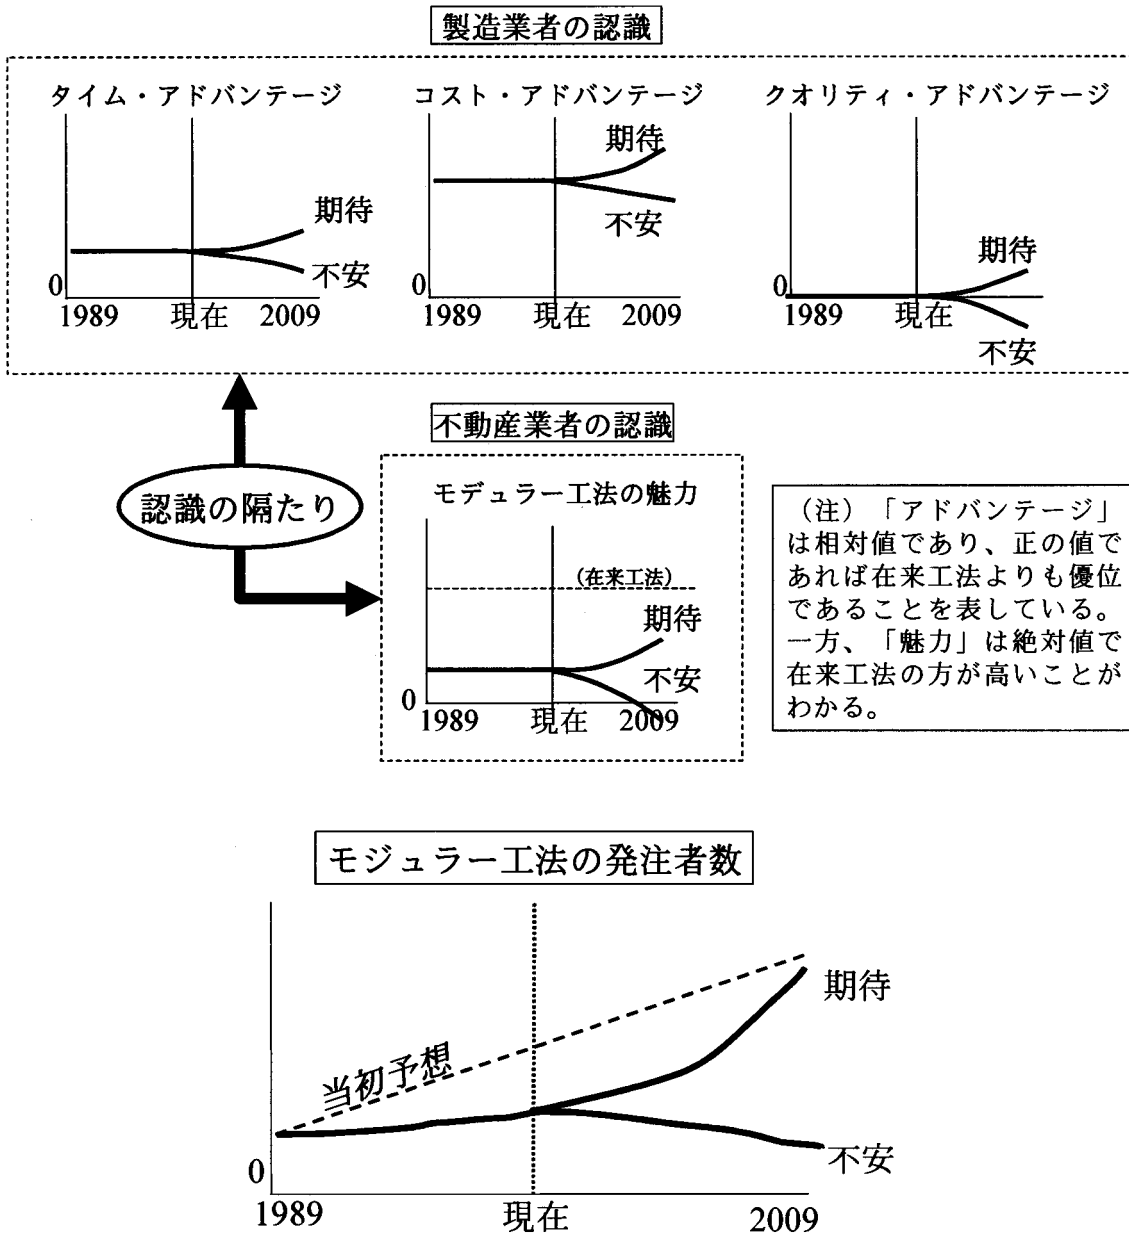 製造業者の認識
タイム・アドバンテージ
期待
不安
0
1989 現在 2009
コスト・アドバンテージ
期待
不安
0
1989 現在 2009
クオリティ・アドバンテージ
期待
0
1989 現在
不安
認識の隔たり
不動産業者の認識
モデュラー工法の魅力
(在来工法)
期待
不安
0
1989 現在 2009
（注）「アドバンテージ」
は相対値であり、正の値で
あれば在来工法よりも優位
であることを表している。
一方、「魅力」は絶対値で
在来工法の方が高いことが
わかる。
モジュラー工法の発注者数
期待
当初予想
不安
0
1989 現在 2009